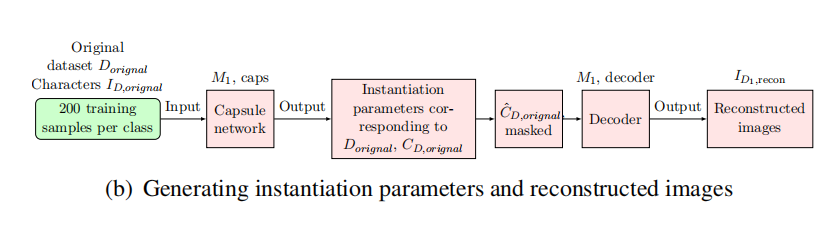 Original
dataset D_orignal
Characters I_D,orignal
200 training
samples per class
Input
M_1, caps
Capsule
network
Output
Instantiation
parameters cor-
responding to
D_orignal, C_D,orignal
Ĉ_D,orignal,
masked
M_1, decoder
Decoder
Output
I_D_1,recon
Reconstructed
images
(b) Generating instantiation parameters and reconstructed images